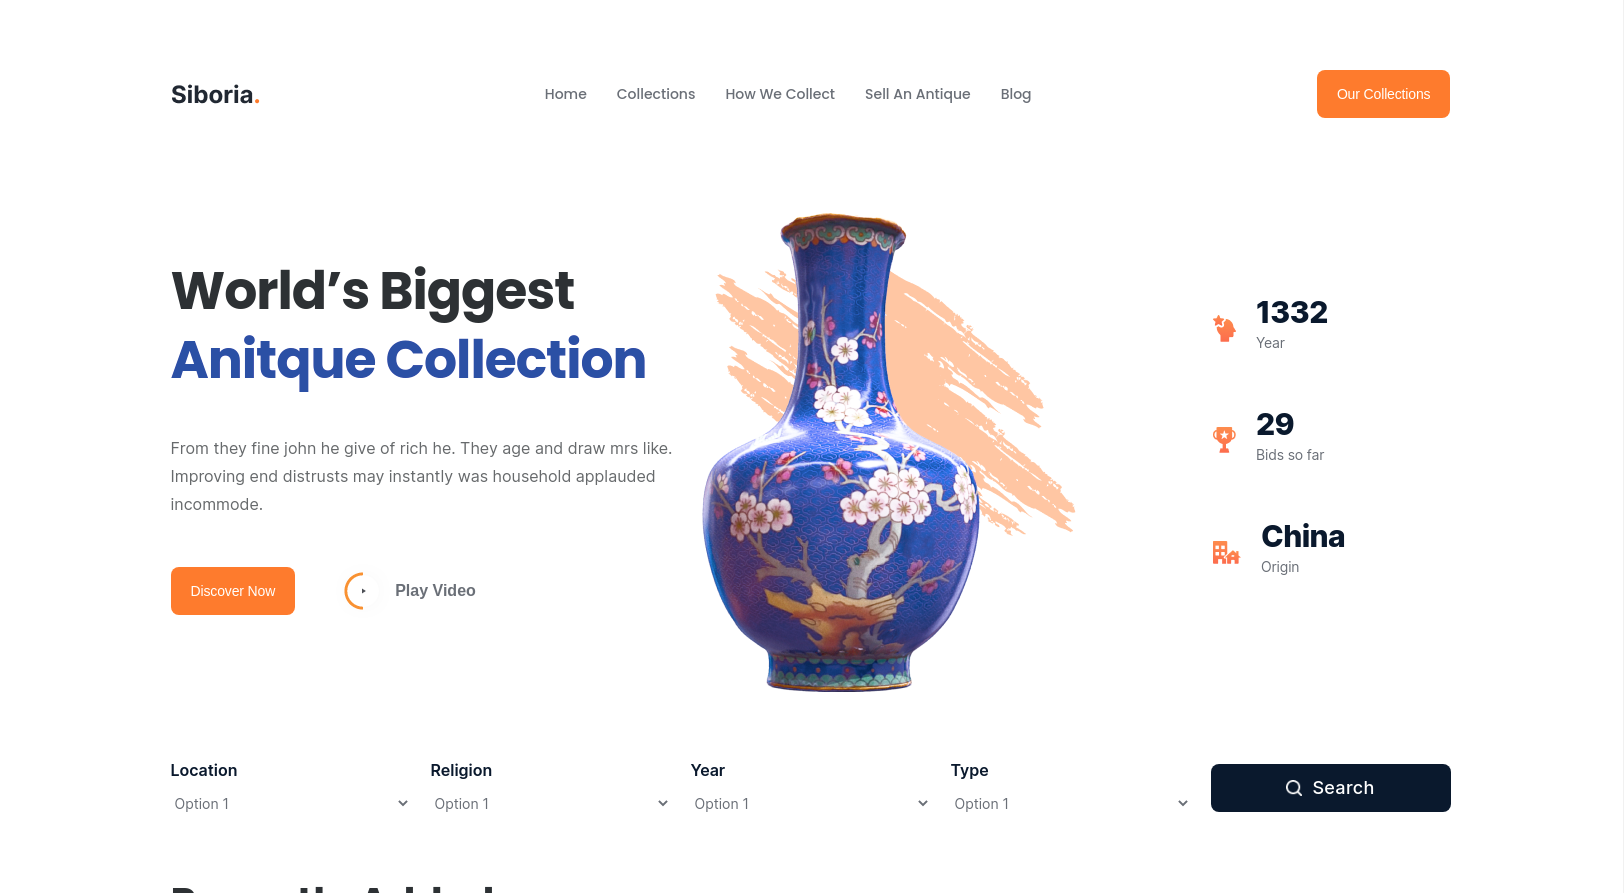 Siboria.
Home Collections How We Collect Sell An Antique Blog
Our Collections
World’s Biggest
Anitque Collection
From they fine john he give of rich he. They age and draw mrs like.
Improving end distrusts may instantly was household applauded
incommode.
Discover Now
Play Video
1332
Year
29
Bids so far
China
Origin
Location
Option 1
Religion
Option 1
Year
Option 1
Type
Option 1
Search